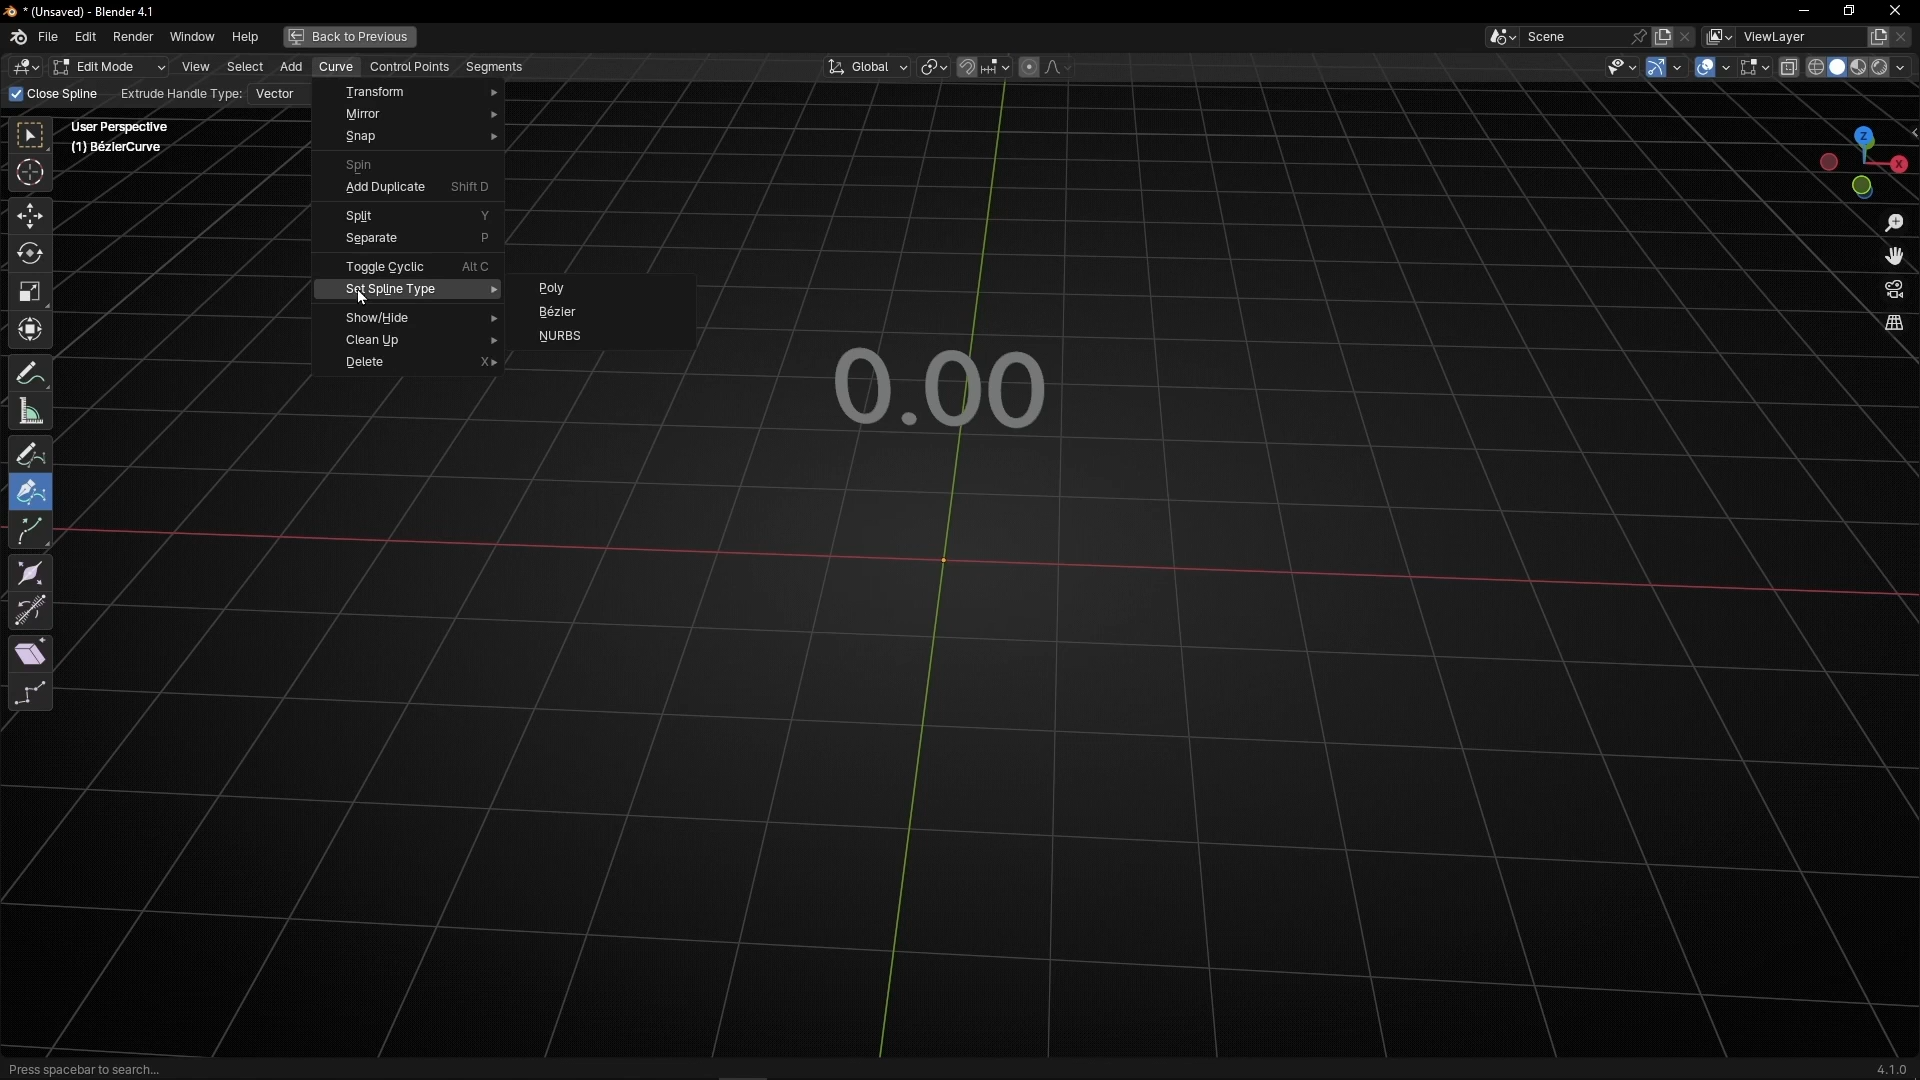 * (Unsaved) - Blender 4.1
File Edit Render Window Help Back to Previous Scene ViewLayer
Edit Mode View Select Add Curve Control Points Segments Global
Close Spline Extrude Handle Type: Vector
User Perspective
(1) BézierCurve
Transform
Mirror
Snap
Spin
Add Duplicate Shift D
Split Y
Separate P
Toggle Cyclic Alt C
Set Spline Type
Show/Hide
Clean Up
Delete X
Poly
Bézier
NURBS
Z
X
0.00
Press spacebar to search...
4.1.0